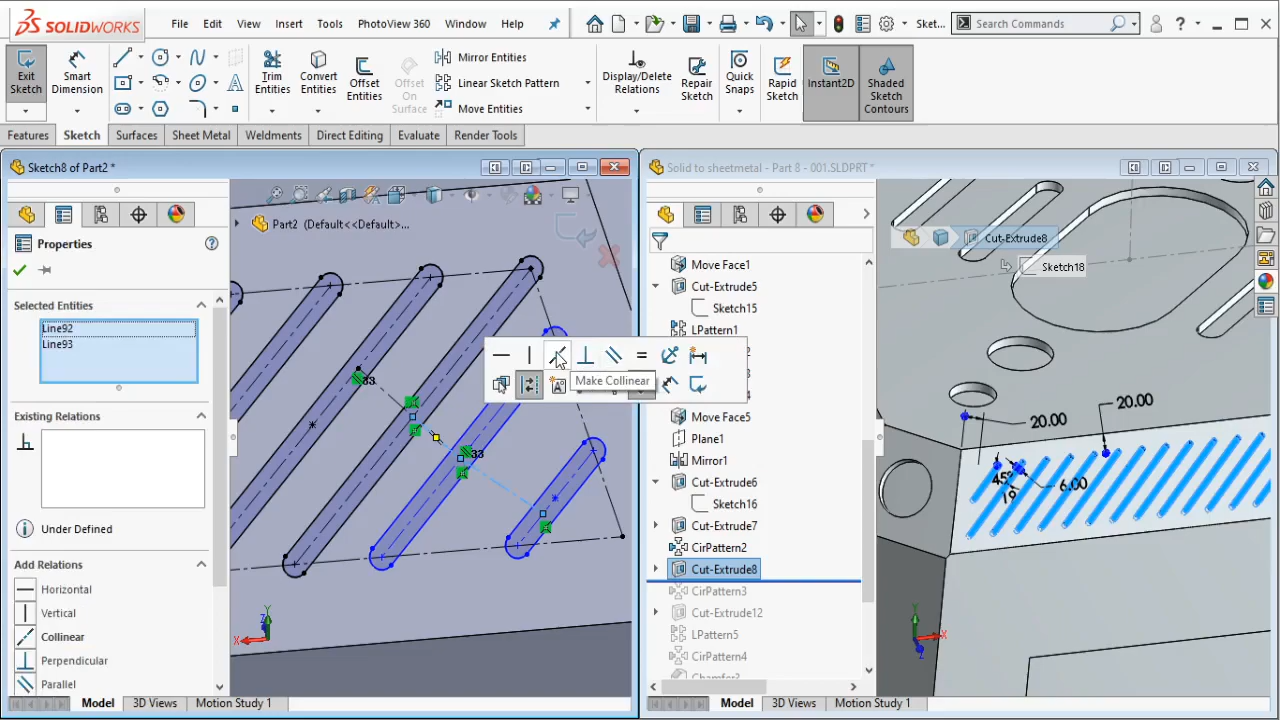 SOLIDWORKS
File Edit View Insert Tools PhotoView 360 Window Help
Sket...
Search Commands
?
Exit Sketch
Smart Dimension
Trim Entities
Convert Entities
Offset Entities
Offset On Surface
Mirror Entities
Linear Sketch Pattern
Move Entities
Display/Delete Relations
Repair Sketch
Quick Snaps
Rapid Sketch
Instant2D
Shaded Sketch Contours
Features Sketch Surfaces Sheet Metal Weldments Direct Editing Evaluate Render Tools
Sketch8 of Part2 *
Properties
Selected Entities
Line92
Line93
Existing Relations
Under Defined
Add Relations
Horizontal
Vertical
Collinear
Perpendicular
Parallel
Part2 (Default<<Default>...
33
33
Make Collinear
X
Y
Z
Model 3D Views Motion Study 1
Solid to sheetmetal - Part 8 - 001.SLDPRT *
Move Face1
Cut-Extrude5
Sketch15
LPattern1
Move Face5
Plane1
Mirror1
Cut-Extrude6
Sketch16
Cut-Extrude7
CirPattern2
Cut-Extrude8
CirPattern3
Cut-Extrude12
LPattern5
CirPattern4
Chamfer3
Cut-Extrude8
Sketch18
20.00
20.00
45°
6.00
X
Y
Z
Model 3D Views Motion Study 1